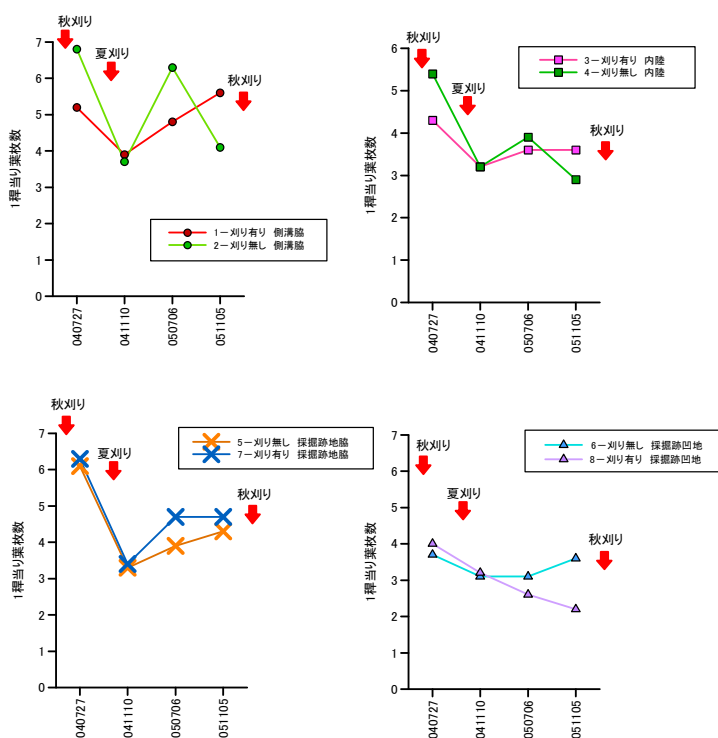 秋刈り
夏刈り
秋刈り
1稈当り葉枚数
7
6
5
4
3
2
1
0
1－刈り有り 側溝脇
2－刈り無し 側溝脇
040727
041110
050706
051105
秋刈り
夏刈り
秋刈り
1稈当り葉枚数
6
5
4
3
2
1
0
3－刈り有り 内陸
4－刈り無し 内陸
040727
041110
050706
051105
秋刈り
夏刈り
秋刈り
1稈当り葉枚数
7
6
5
4
3
2
1
0
5－刈り無し 採掘跡地脇
7－刈り有り 採掘跡地脇
040727
041110
050706
051105
秋刈り
夏刈り
秋刈り
1稈当り葉枚数
7
6
5
4
3
2
1
0
6－刈り無し 採掘跡凹地
8－刈り有り 採掘跡凹地
040727
041110
050706
051105